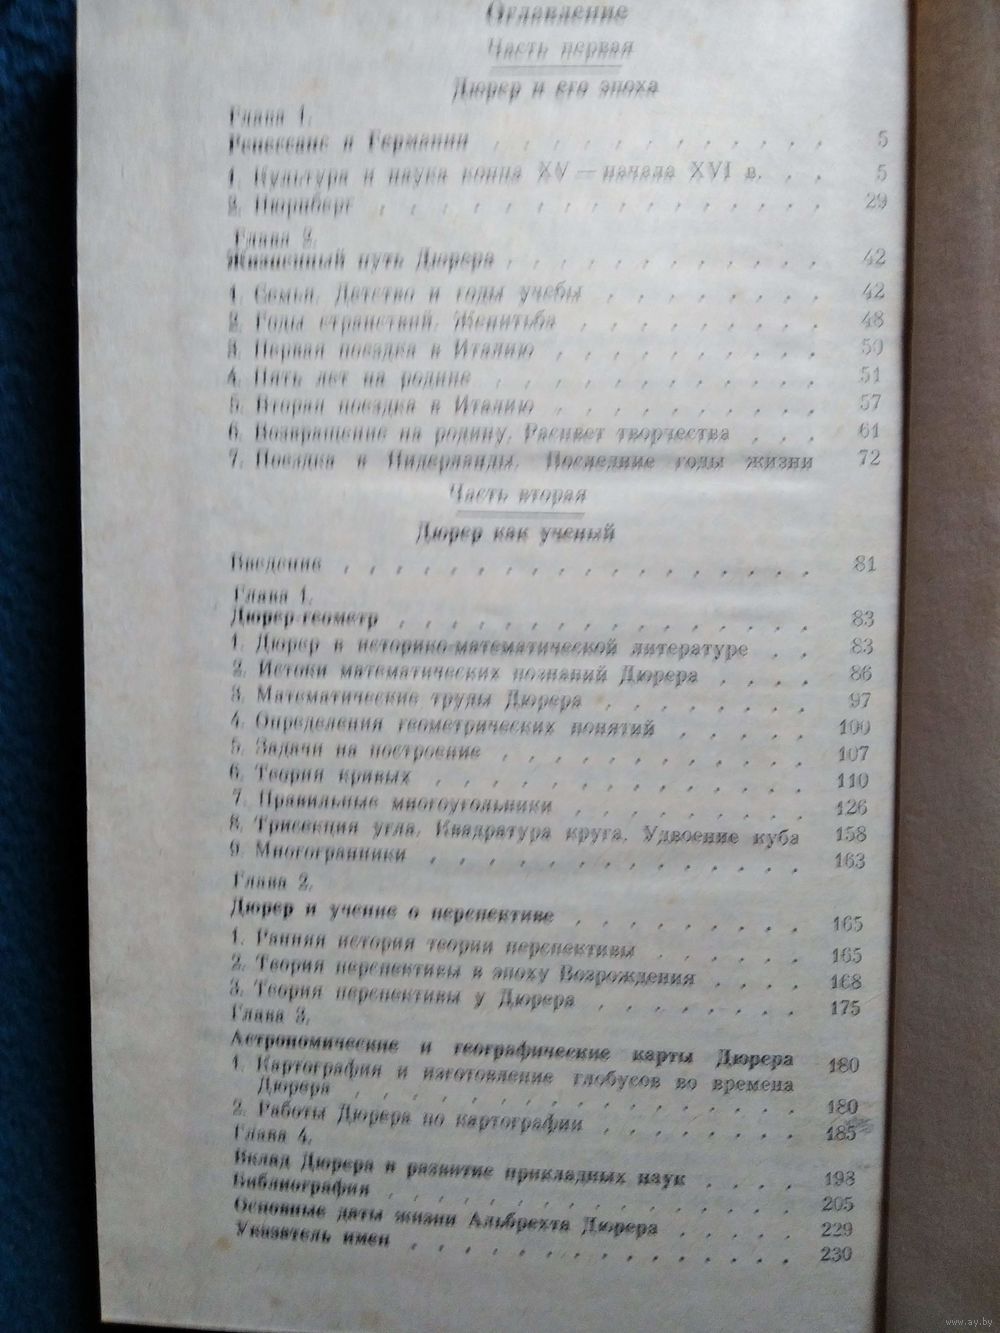 Оглавление
Часть первая
Дюрер и его эпоха
Глава 1.
Ренессанс в Германии . . . . . . . . . . . . . 5
1. Культура и наука конца XV — начала XVI в. . . 5
2. Нюрнберг . . . . . . . . . . . . . . . . . 29
Глава 2.
Жизненный путь Дюрера . . . . . . . . . . . . 42
1. Семья. Детство и годы учебы . . . . . . . . 42
2. Годы странствий. Женитьба . . . . . . . . . 48
3. Первая поездка в Италию . . . . . . . . . . 50
4. Пять лет на родине . . . . . . . . . . . . 51
5. Вторая поездка в Италию . . . . . . . . . . 57
6. Возвращение на родину. Расцвет творчества . . . 61
7. Поездка в Нидерланды. Последние годы жизни 72
Часть вторая
Дюрер как ученый
Введение . . . . . . . . . . . . . . . . . . 81
Глава 1.
Дюрер-геометр . . . . . . . . . . . . . . . . 83
1. Дюрер в историко-математической литературе . . 83
2. Истоки математических познаний Дюрера . . . . 86
3. Математические труды Дюрера . . . . . . . . 97
4. Определения геометрических понятий . . . . . 100
5. Задачи на построение . . . . . . . . . . . . 107
6. Теория кривых . . . . . . . . . . . . . . 110
7. Правильные многоугольники . . . . . . . . . 126
8. Трисекция угла. Квадратура круга. Удвоение куба 158
9. Многогранники . . . . . . . . . . . . . . 163
Глава 2.
Дюрер и учение о перспективе . . . . . . . . . 165
1. Ранняя история теории перспективы . . . . . . 165
2. Теория перспективы в эпоху Возрождения . . . . 168
3. Теория перспективы у Дюрера . . . . . . . . 175
Глава 3.
Астрономические и географические карты Дюрера 180
1. Картография и изготовление глобусов во времена
Дюрера . . . . . . . . . . . . . . . . . 180
2. Работы Дюрера по картографии . . . . . . . 185
Глава 4.
Вклад Дюрера в развитие прикладных наук . . . . 193
Библиография . . . . . . . . . . . . . . . . 205
Основные даты жизни Альбрехта Дюрера . . . . . 229
Указатель имен . . . . . . . . . . . . . . . 230
www.ay.by